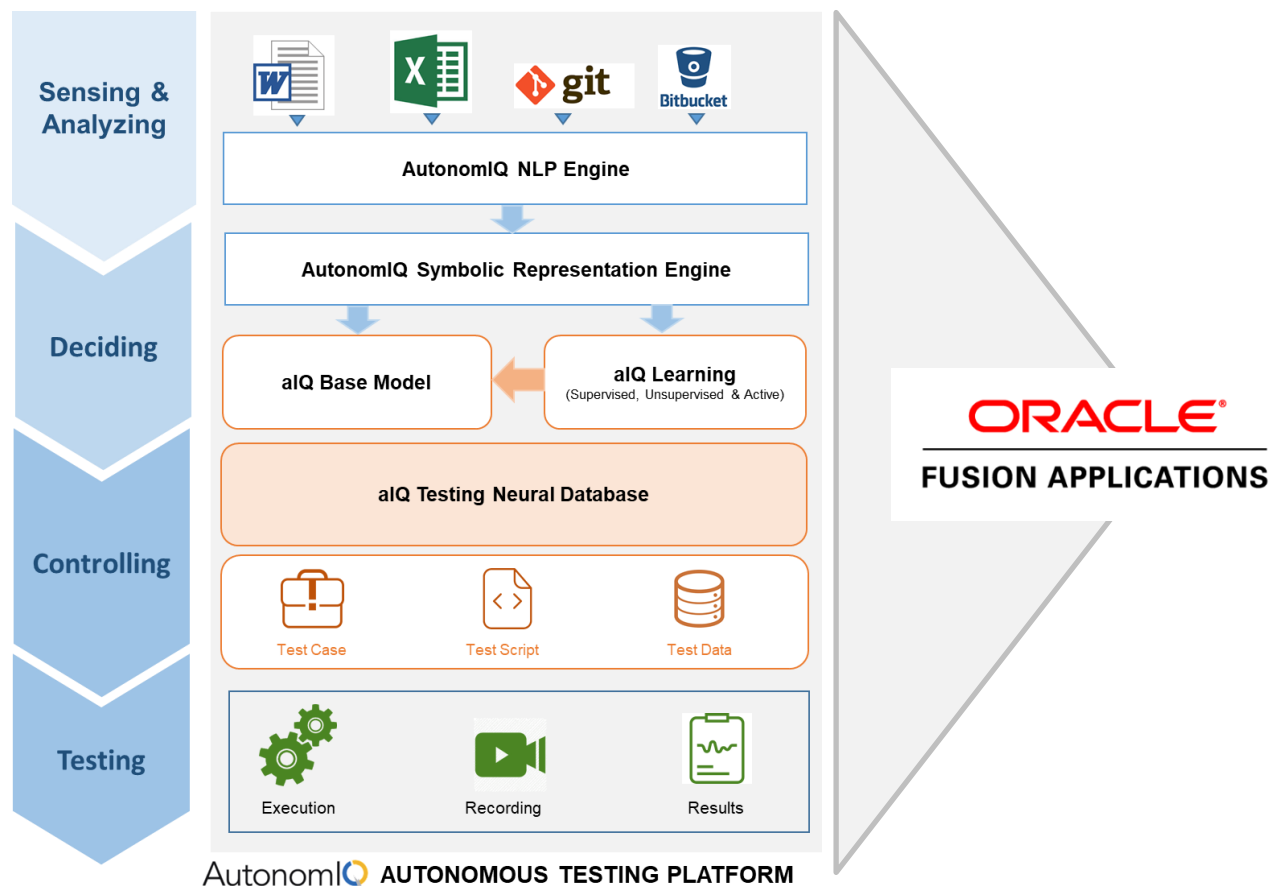 Sensing &
Analyzing
W
X
git
Bitbucket
AutonomIQ NLP Engine
AutonomIQ Symbolic Representation Engine
Deciding
aIQ Base Model
aIQ Learning
(Supervised, Unsupervised & Active)
ORACLE®
FUSION APPLICATIONS
aIQ Testing Neural Database
Controlling
Test Case
Test Script
Test Data
Testing
Execution
Recording
Results
AutonomIQ AUTONOMOUS TESTING PLATFORM